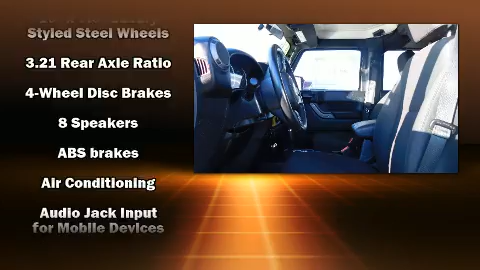 Styled Steel Wheels
3.21 Rear Axle Ratio
4-Wheel Disc Brakes
8 Speakers
ABS brakes
Air Conditioning
Audio Jack Input
for Mobile Devices